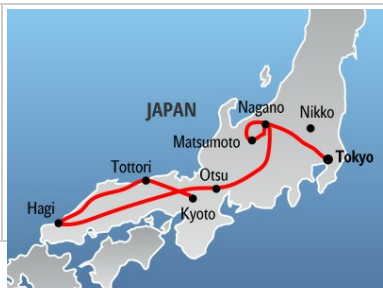 JAPAN
Nagano
Nikko
Matsumoto
Tokyo
Tottori
Otsu
Hagi
Kyoto